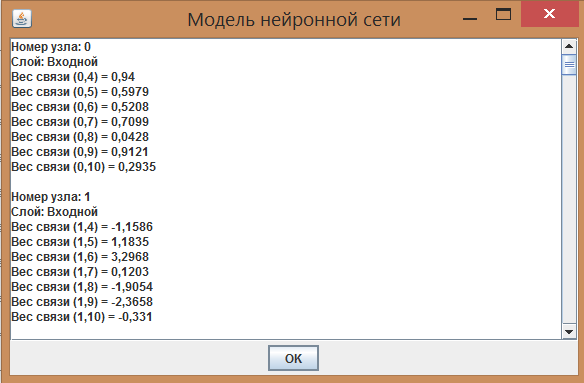 Модель нейронной сети
Номер узла: 0
Слой: Входной
Вес связи (0,4) = 0,94
Вес связи (0,5) = 0,5979
Вес связи (0,6) = 0,5208
Вес связи (0,7) = 0,7099
Вес связи (0,8) = 0,0428
Вес связи (0,9) = 0,9121
Вес связи (0,10) = 0,2935
Номер узла: 1
Слой: Входной
Вес связи (1,4) = -1,1586
Вес связи (1,5) = 1,1835
Вес связи (1,6) = 3,2968
Вес связи (1,7) = 0,1203
Вес связи (1,8) = -1,9054
Вес связи (1,9) = -2,3658
Вес связи (1,10) = -0,331
OK